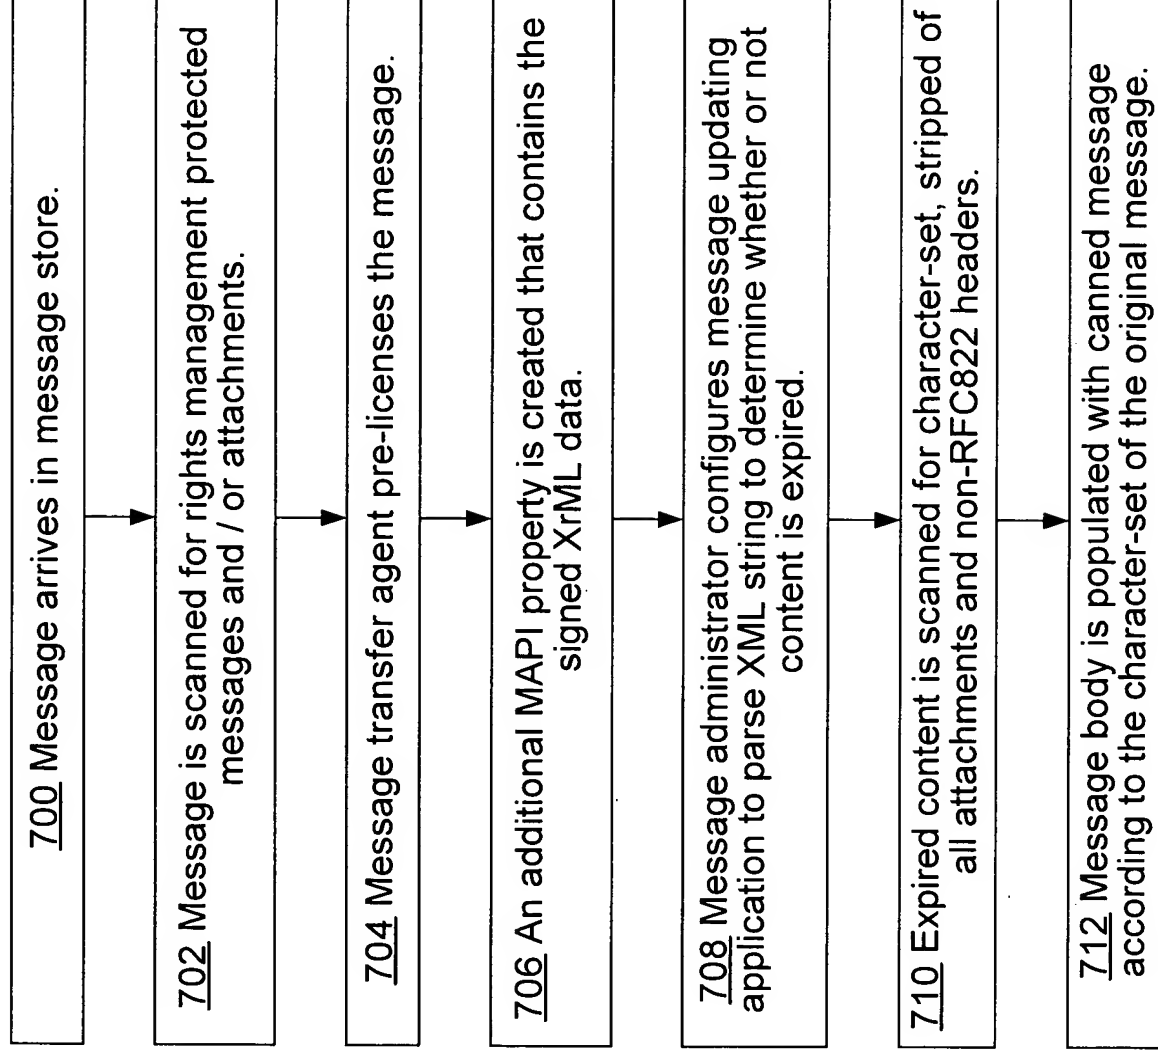 700 Message arrives in message store.
702 Message is scanned for rights management protected
messages and / or attachments.
704 Message transfer agent pre-licenses the message.
706 An additional MAPI property is created that contains the
signed XrML data.
708 Message administrator configures message updating
application to parse XML string to determine whether or not
content is expired.
710 Expired content is scanned for character-set, stripped of
all attachments and non-RFC822 headers.
712 Message body is populated with canned message
according to the character-set of the original message.